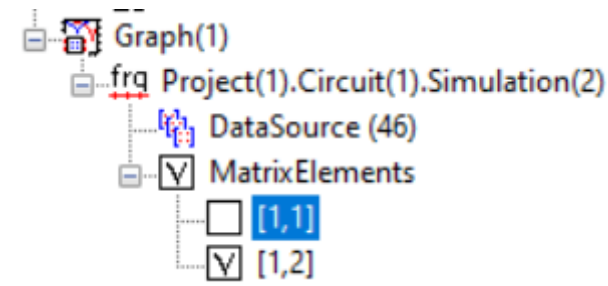 Graph(1)
frq Project(1).Circuit(1).Simulation(2)
DataSource (46)
MatrixElements
[1,1]
[1,2]